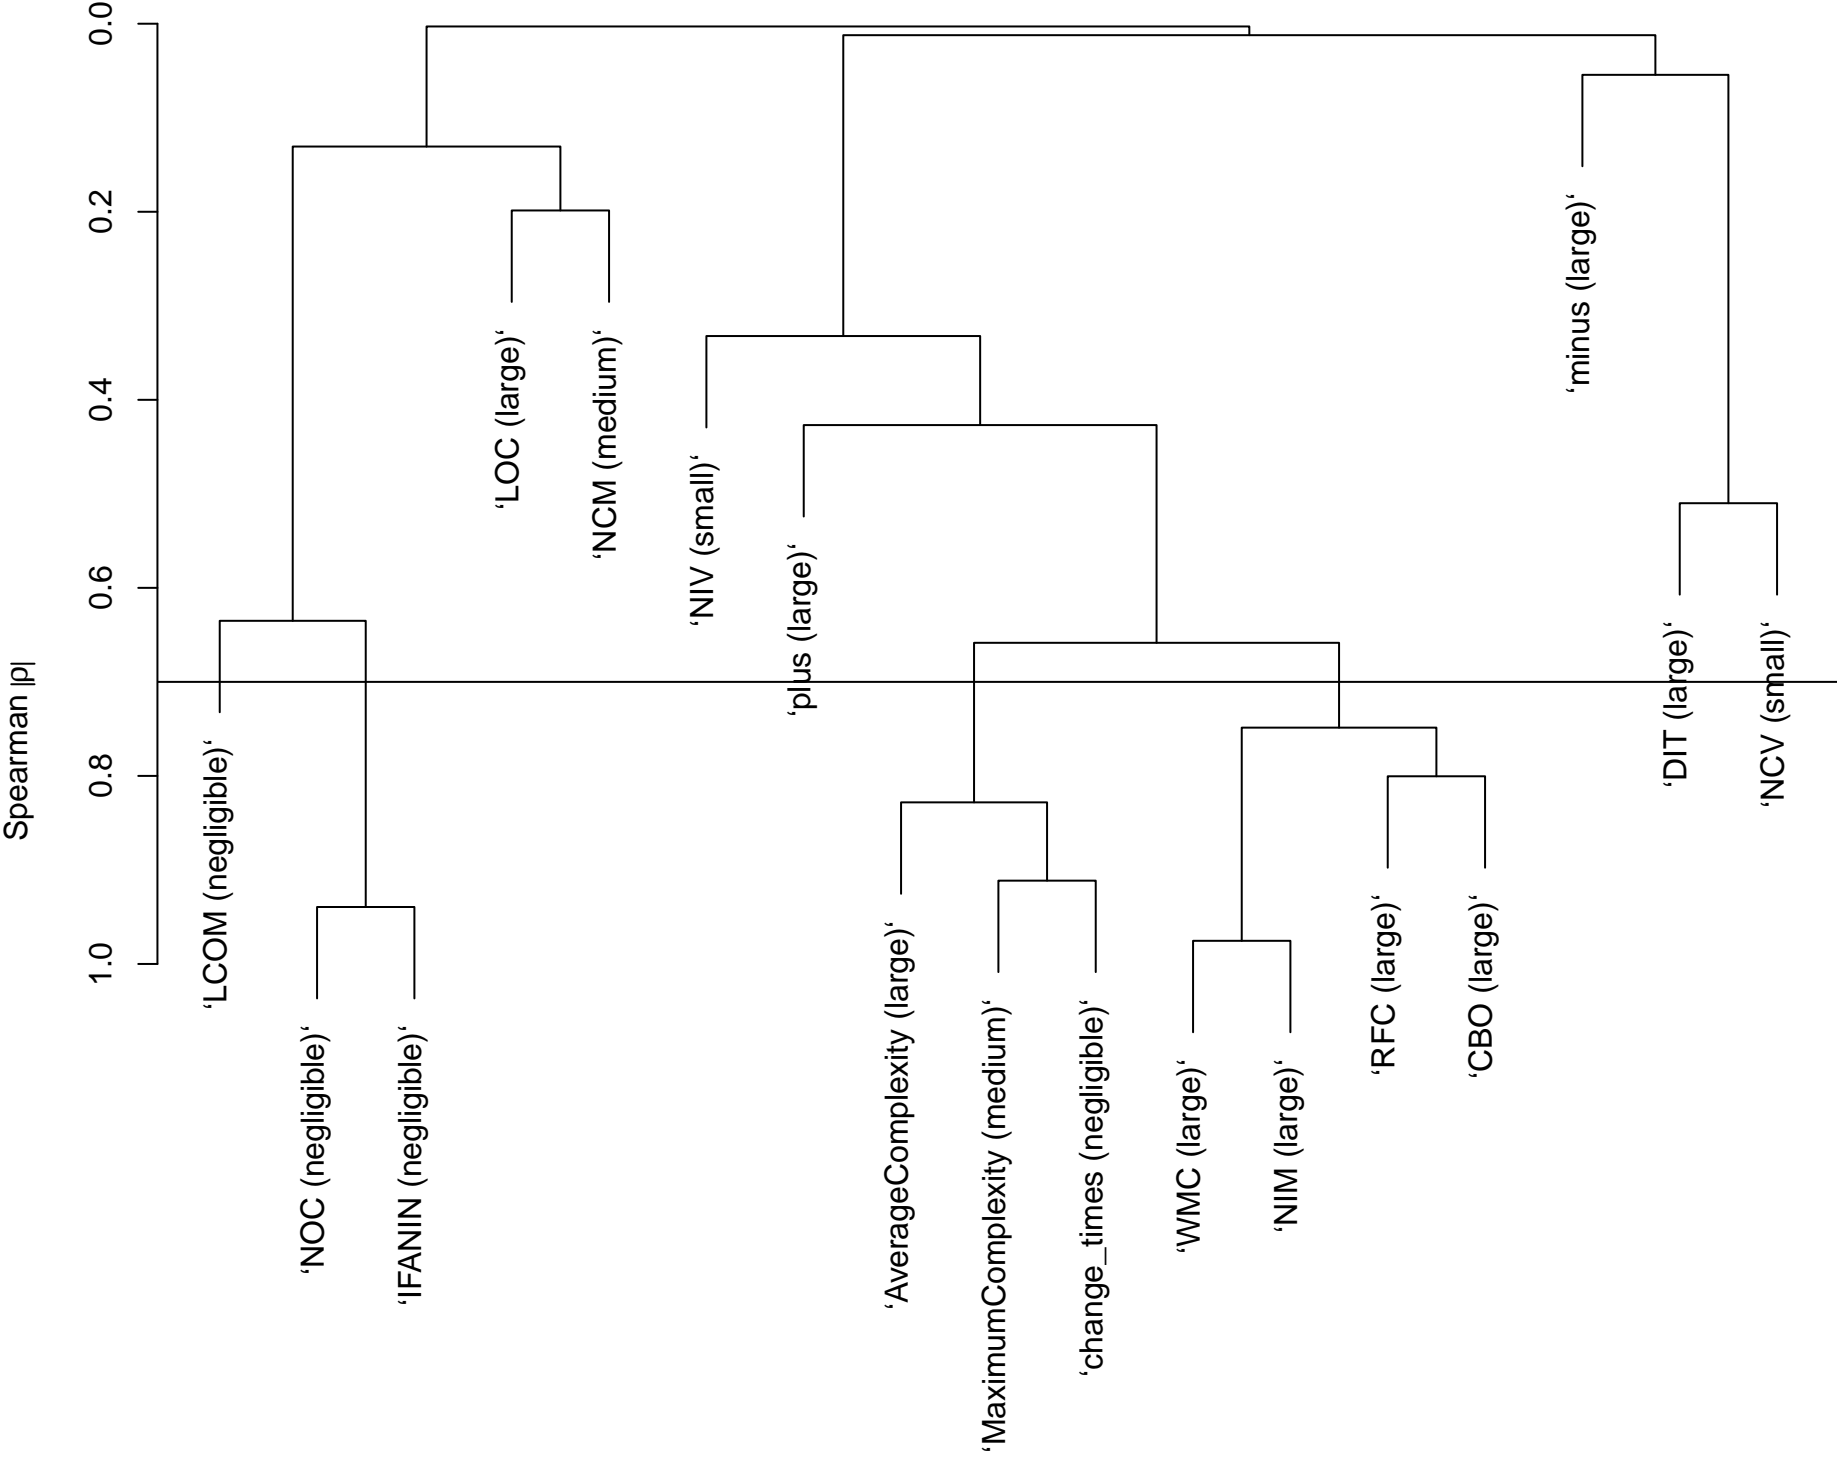 Spearman |ρ|
0.0
0.2
0.4
0.6
0.8
1.0
‘LCOM (negligible)‘
‘NOC (negligible)‘
‘IFANIN (negligible)‘
‘LOC (large)‘
‘NCM (medium)‘
‘NIV (small)‘
‘plus (large)‘
‘AverageComplexity (large)‘
‘MaximumComplexity (medium)‘
‘change_times (negligible)‘
‘WMC (large)‘
‘NIM (large)‘
‘RFC (large)‘
‘CBO (large)‘
‘minus (large)‘
‘DIT (large)‘
‘NCV (small)‘